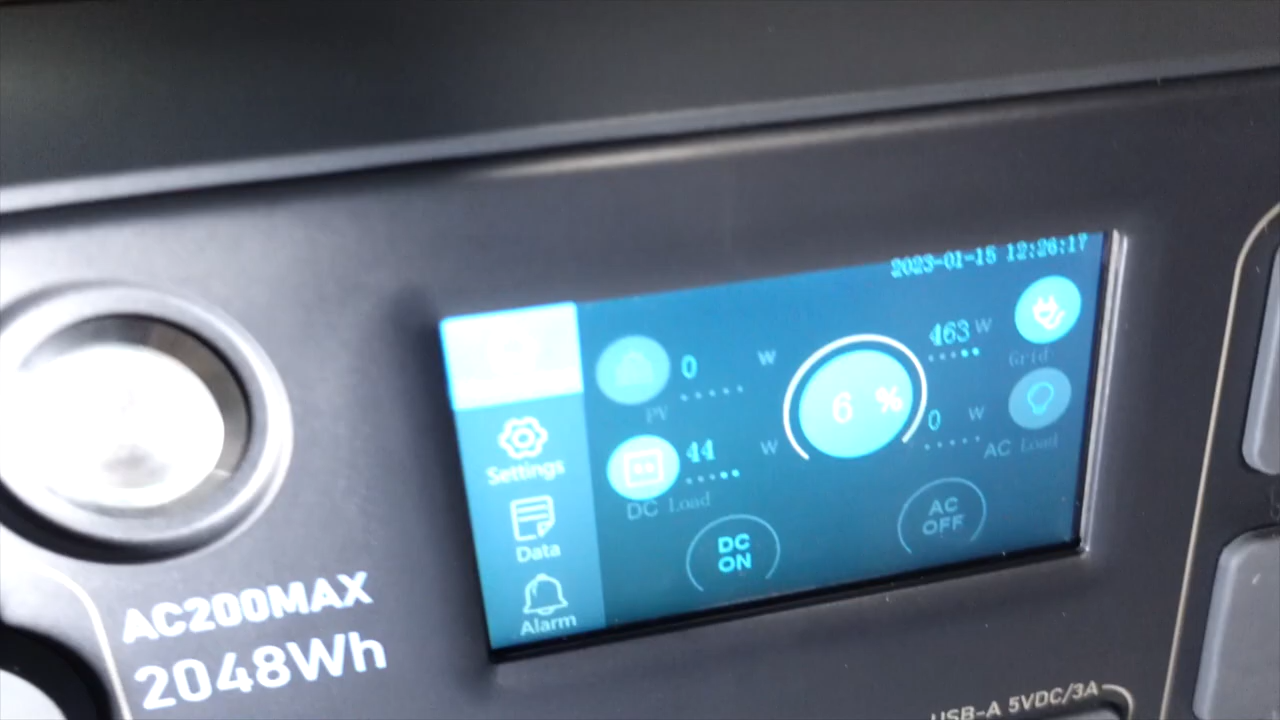 2023-01-15 12:26:17
0 W
PV
463 W
Grid
6 %
44 W
DC Load
0 W
AC Load
DC
ON
AC
OFF
Settings
Data
Alarm
AC200MAX
2048Wh
USB-A 5VDC/3A